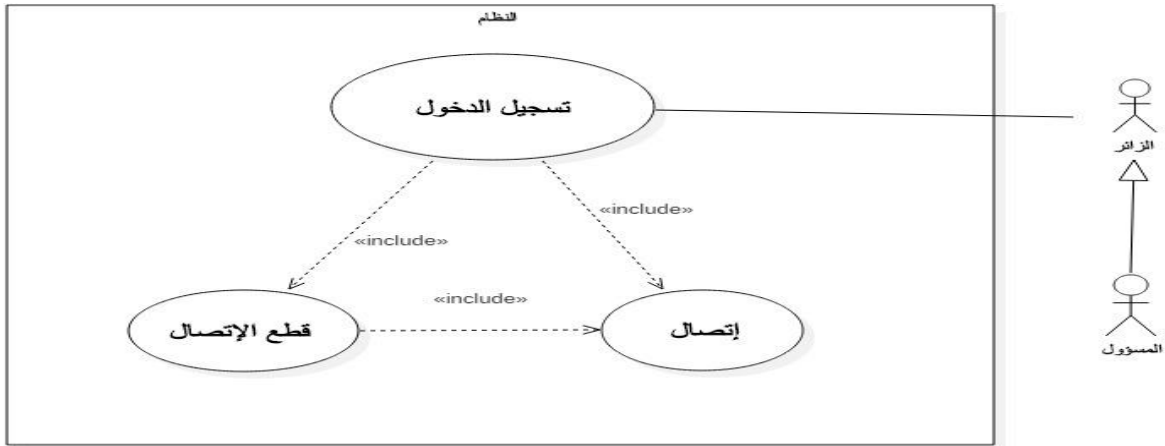 النظام
تسجيل الدخول
الزائر
«include»
«include»
«include»
قطع الإتصال
إتصال
المسؤول